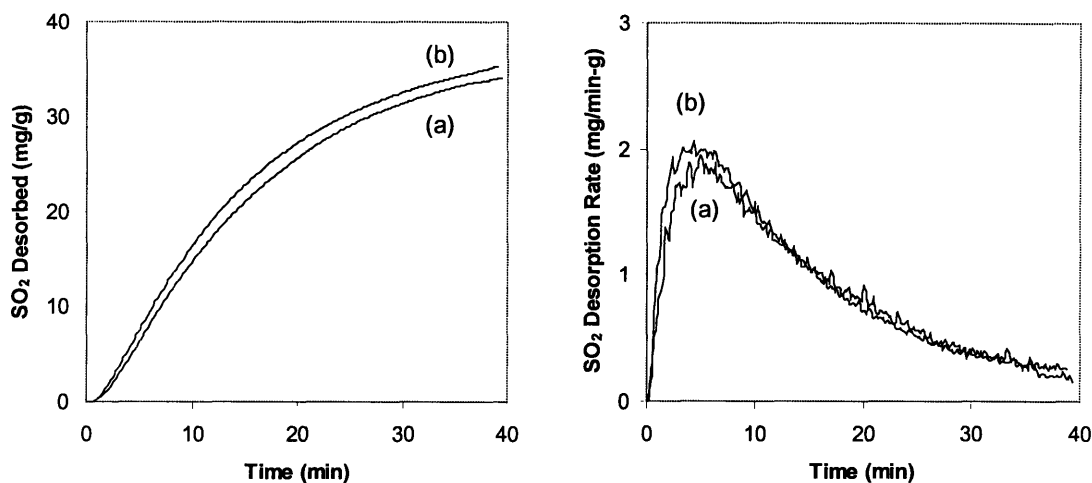 40
30
20
10
0
SO₂ Desorbed (mg/g)
(b)
(a)
0 10 20 30 40
Time (min)
3
2
1
0
SO₂ Desorption Rate (mg/min-g)
(b)
(a)
0 10 20 30 40
Time (min)